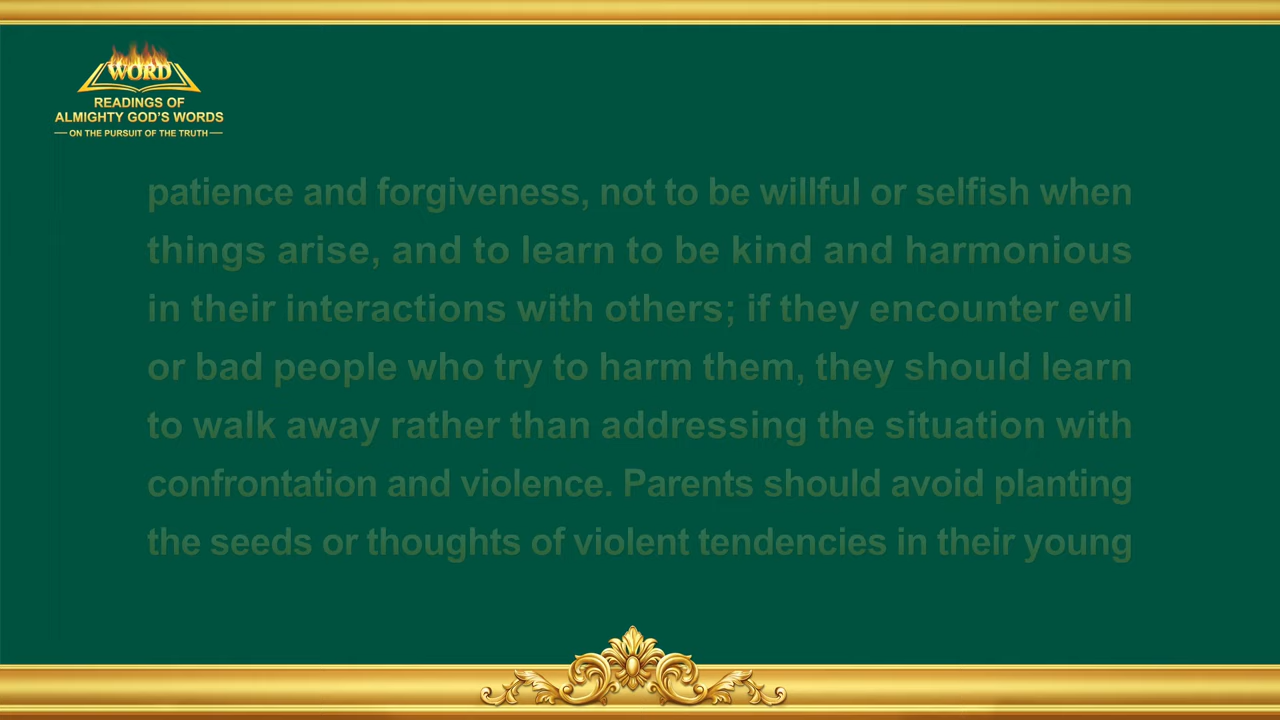 WORD
READINGS OF
ALMIGHTY GOD'S WORDS
ON THE PURSUIT OF THE TRUTH
patience and forgiveness, not to be willful or selfish when
things arise, and to learn to be kind and harmonious
in their interactions with others; if they encounter evil
or bad people who try to harm them, they should learn
to walk away rather than addressing the situation with
confrontation and violence. Parents should avoid planting
the seeds or thoughts of violent tendencies in their young